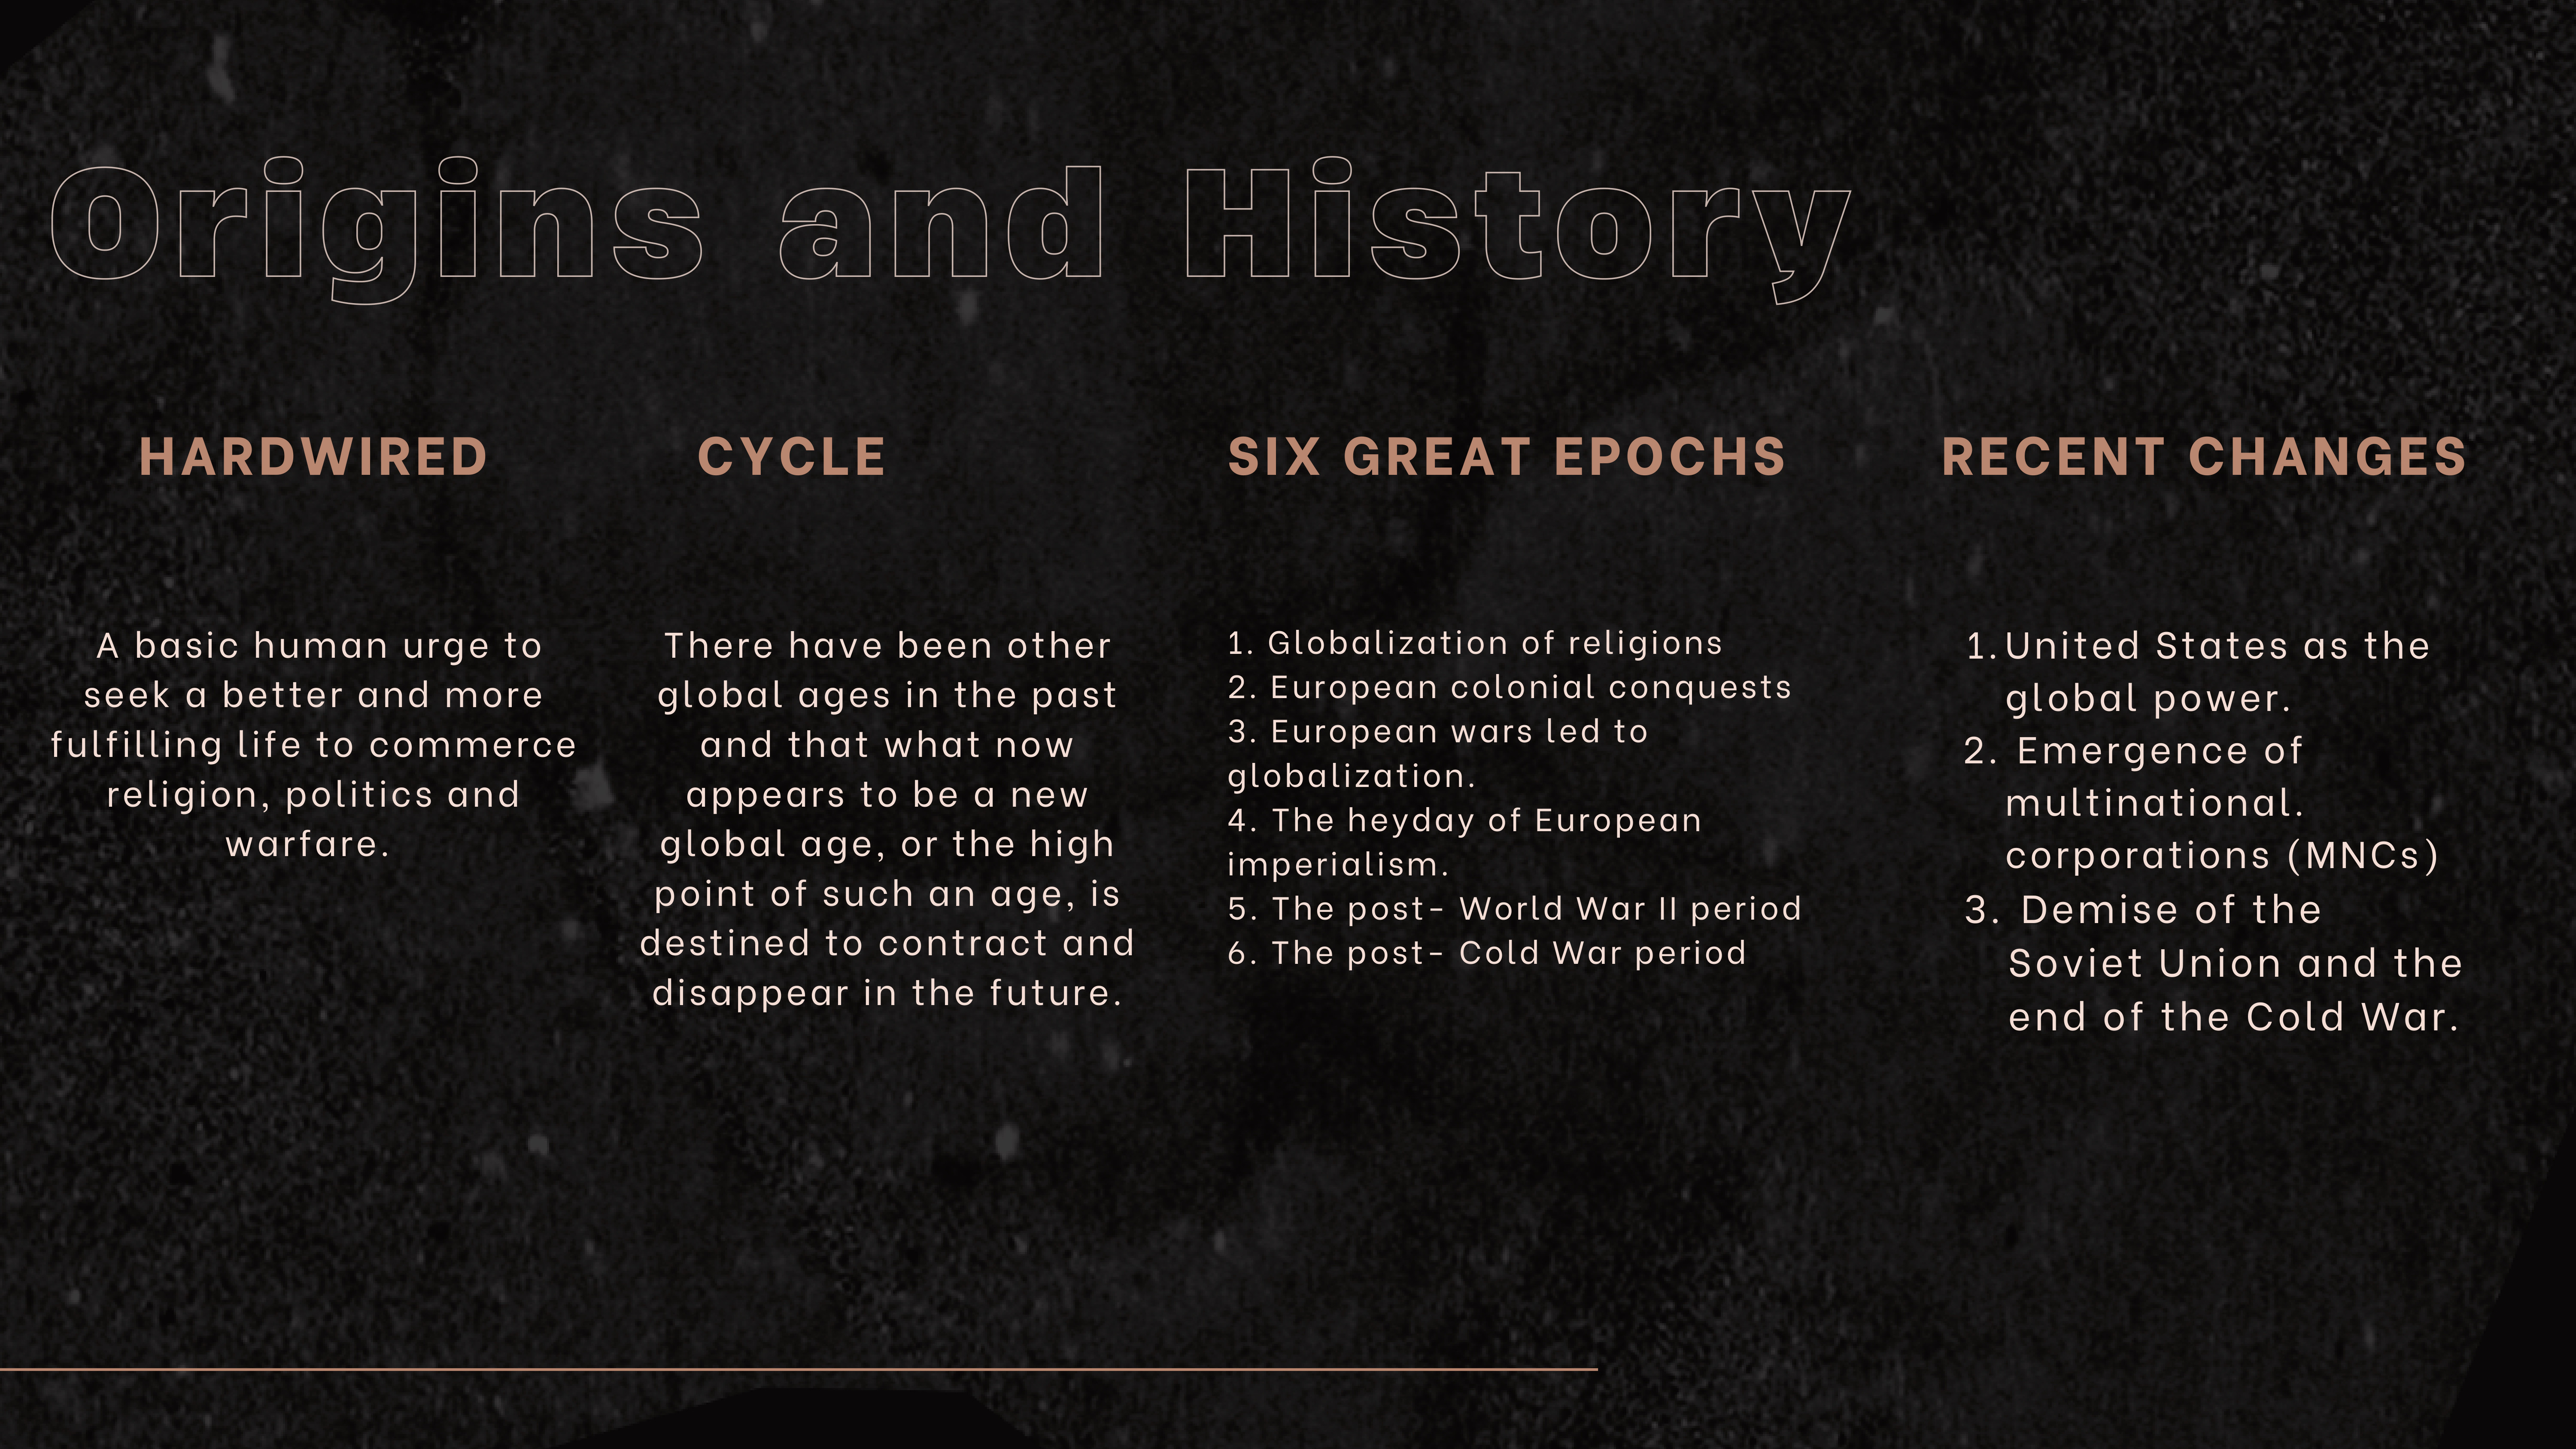 Origins and History
HARDWIRED
A basic human urge to
seek a better and more
fulfilling life to commerce
religion, politics and
warfare.
CYCLE
There have been other
global ages in the past
and that what now
appears to be a new
global age, or the high
point of such an age, is
destined to contract and
disappear in the future.
SIX GREAT EPOCHS
1. Globalization of religions
2. European colonial conquests
3. European wars led to
globalization.
4. The heyday of European
imperialism.
5. The post- World War II period
6. The post- Cold War period
RECENT CHANGES
1. United States as the
global power.
2. Emergence of
multinational.
corporations (MNCs)
3. Demise of the
Soviet Union and the
end of the Cold War.